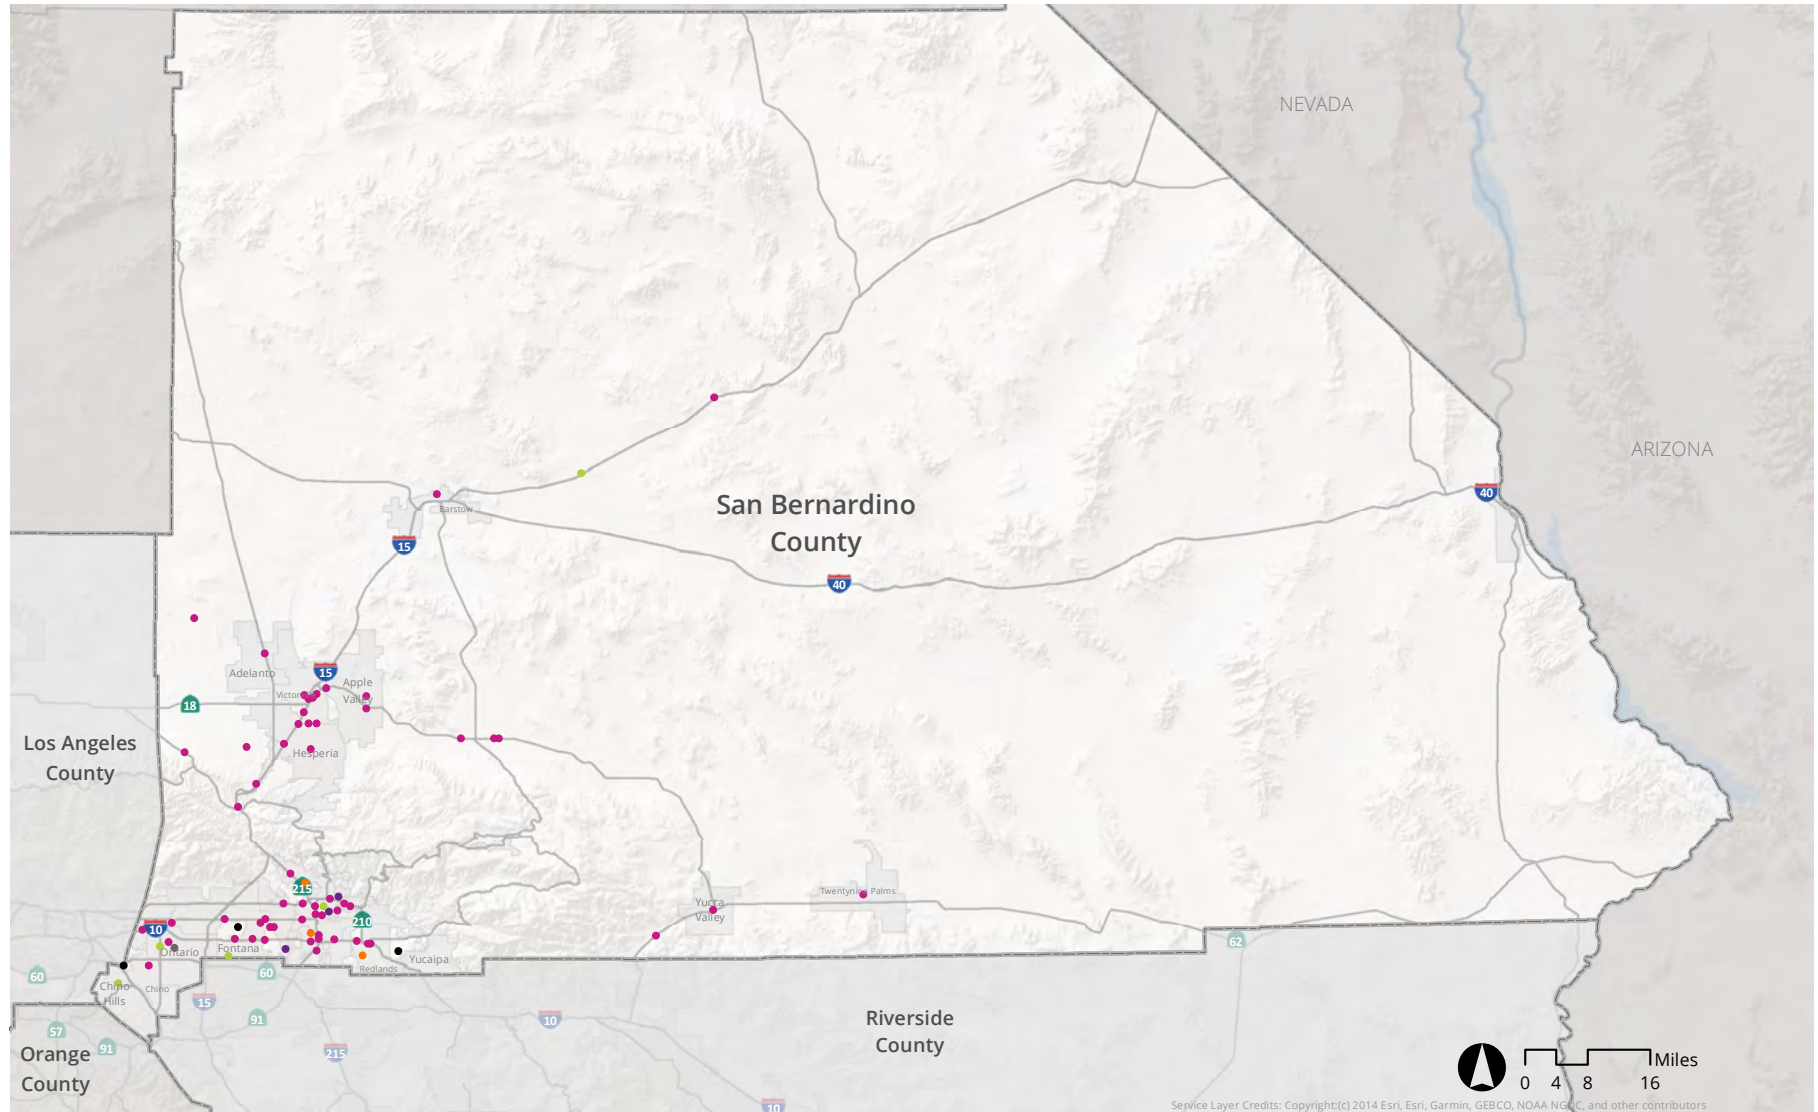 NEVADA
ARIZONA
San Bernardino
County
40
Barstow
15
40
Adelanto
15
Apple
Valley
18
Los Angeles
County
Hesperia
215
Twentynine Palms
Yucca
Valley
210
10
Ontario
Fontana
Yucaipa
62
60
60
Redlands
Chino
Hills
Chino
15
91
10
57
91
215
Orange
County
Riverside
County
Miles
0 4 8 16
10
Service Layer Credits: Copyright:(c) 2014 Esri, Esri, Garmin, GEBCO, NOAA NGDC, and other contributors